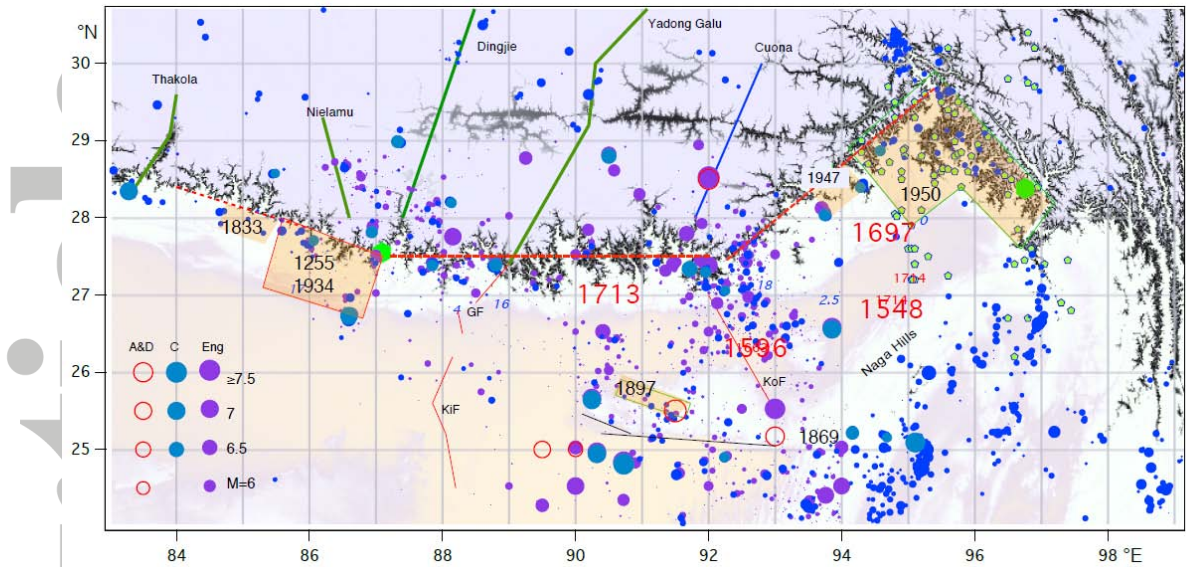 °N
30
29
28
27
26
25
Thakola
Nielamu
Dingjie
Yadong Galu
Cuona
1947
1950
1697
1833
1255
1934
1713
1714
1548
16
4
18
2.5
GF
Naga Hills
KoF
KiF
1897
1869
A&D
C
Eng
≥7.5
7
6.5
M=6
84
86
88
90
92
94
96
98
°E